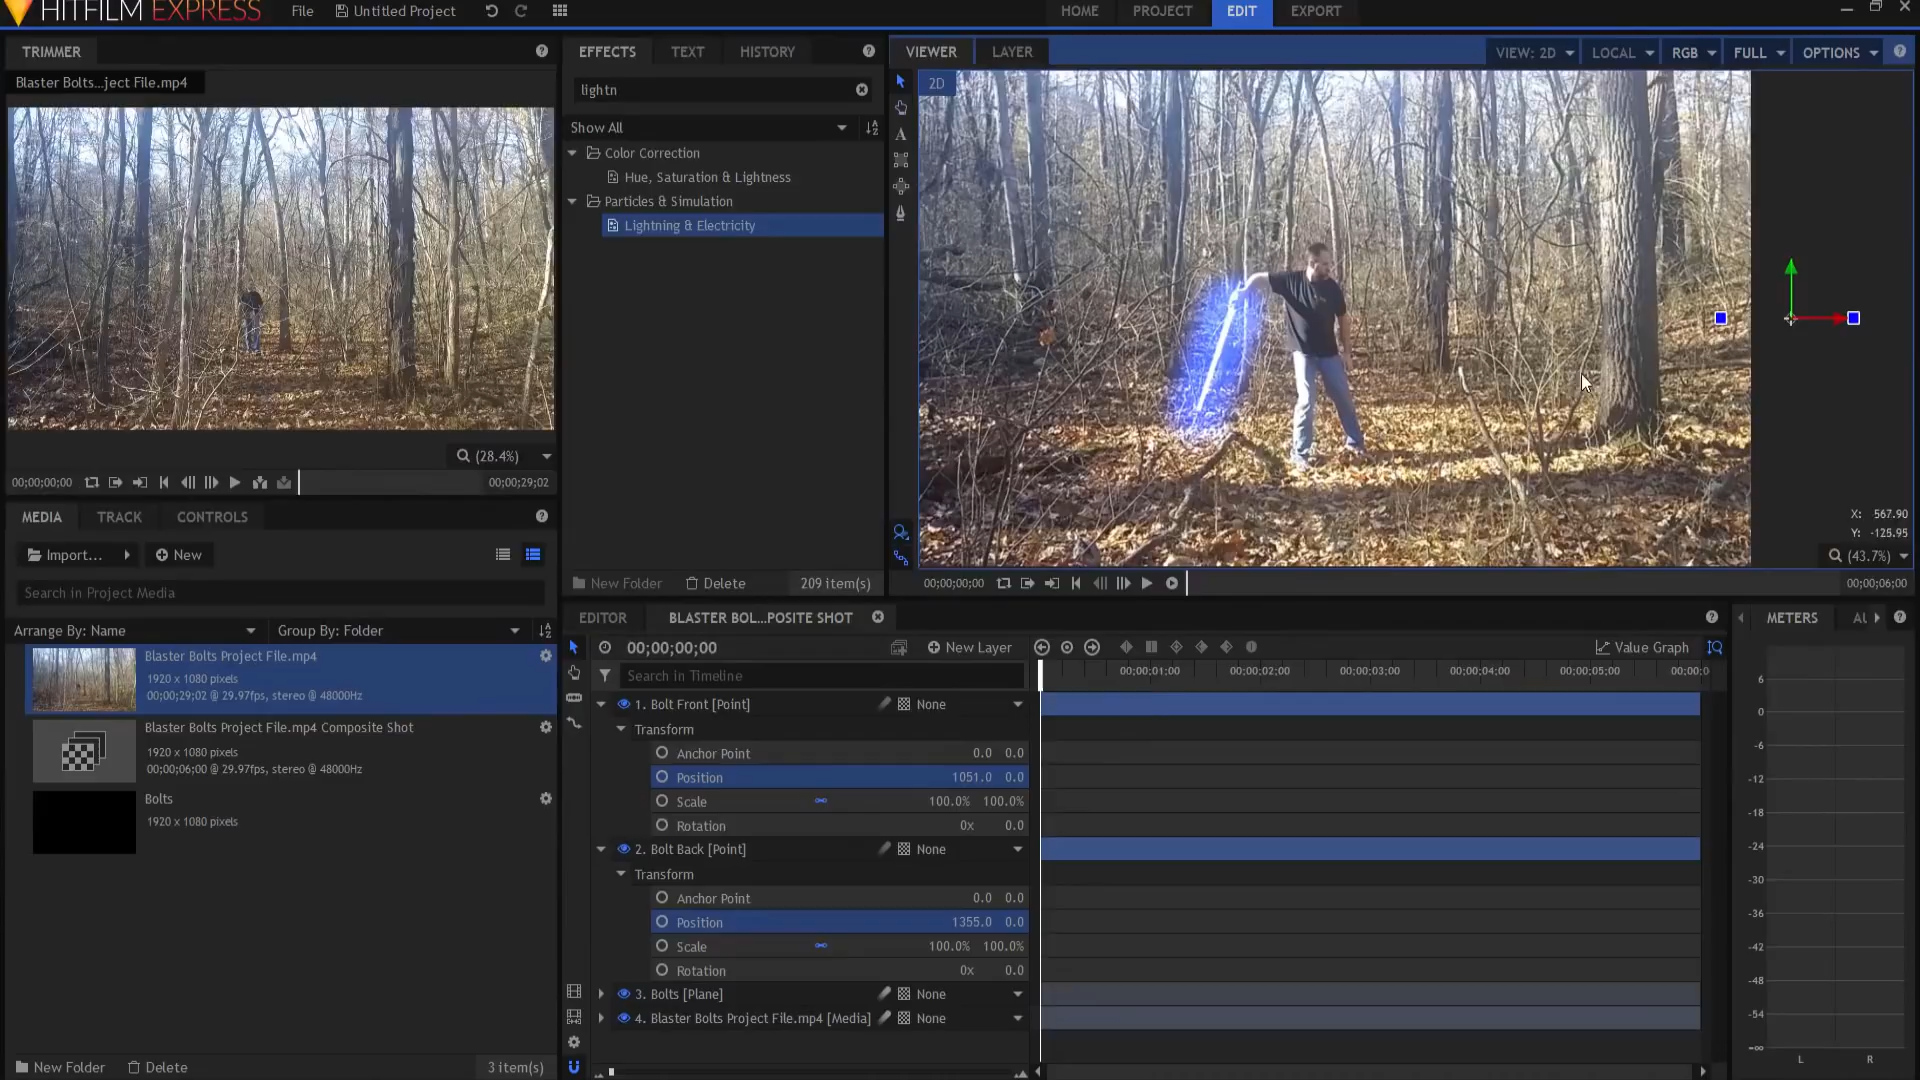 HITFILM EXPRESS
File
Untitled Project
HOME
PROJECT
EDIT
EXPORT
TRIMMER
Blaster Bolts...ject File.mp4
(28.4%)
00;00;00;00
00;00;29;02
EFFECTS
TEXT
HISTORY
lightn
Show All
Color Correction
Hue, Saturation & Lightness
Particles & Simulation
Lightning & Electricity
New Folder
Delete
209 item(s)
VIEWER
LAYER
VIEW: 2D
LOCAL
RGB
FULL
OPTIONS
2D
X: 567.90
Y: -125.95
(43.7%)
00;00;00;00
00;00;06;00
MEDIA
TRACK
CONTROLS
Import...
New
Search in Project Media
Arrange By: Name
Group By: Folder
Blaster Bolts Project File.mp4
1920 x 1080 pixels
00;00;29;02 @ 29.97fps, stereo @ 48000Hz
Blaster Bolts Project File.mp4 Composite Shot
1920 x 1080 pixels
00;00;06;00 @ 29.97fps, stereo @ 48000Hz
Bolts
1920 x 1080 pixels
New Folder
Delete
3 item(s)
EDITOR
BLASTER BOL...POSITE SHOT
00;00;00;00
New Layer
Value Graph
Search in Timeline
00;00;01;00
00;00;02;00
00;00;03;00
00;00;04;00
00;00;05;00
00;00;0
1. Bolt Front [Point]
None
Transform
Anchor Point 0.0 0.0
Position 1051.0 0.0
Scale 100.0% 100.0%
Rotation 0x 0.0
2. Bolt Back [Point]
None
Transform
Anchor Point 0.0 0.0
Position 1355.0 0.0
Scale 100.0% 100.0%
Rotation 0x 0.0
3. Bolts [Plane]
None
4. Blaster Bolts Project File.mp4 [Media]
None
METERS
AU
6
0
-6
-12
-18
-24
-30
-36
-42
-48
-54
-∞
L R